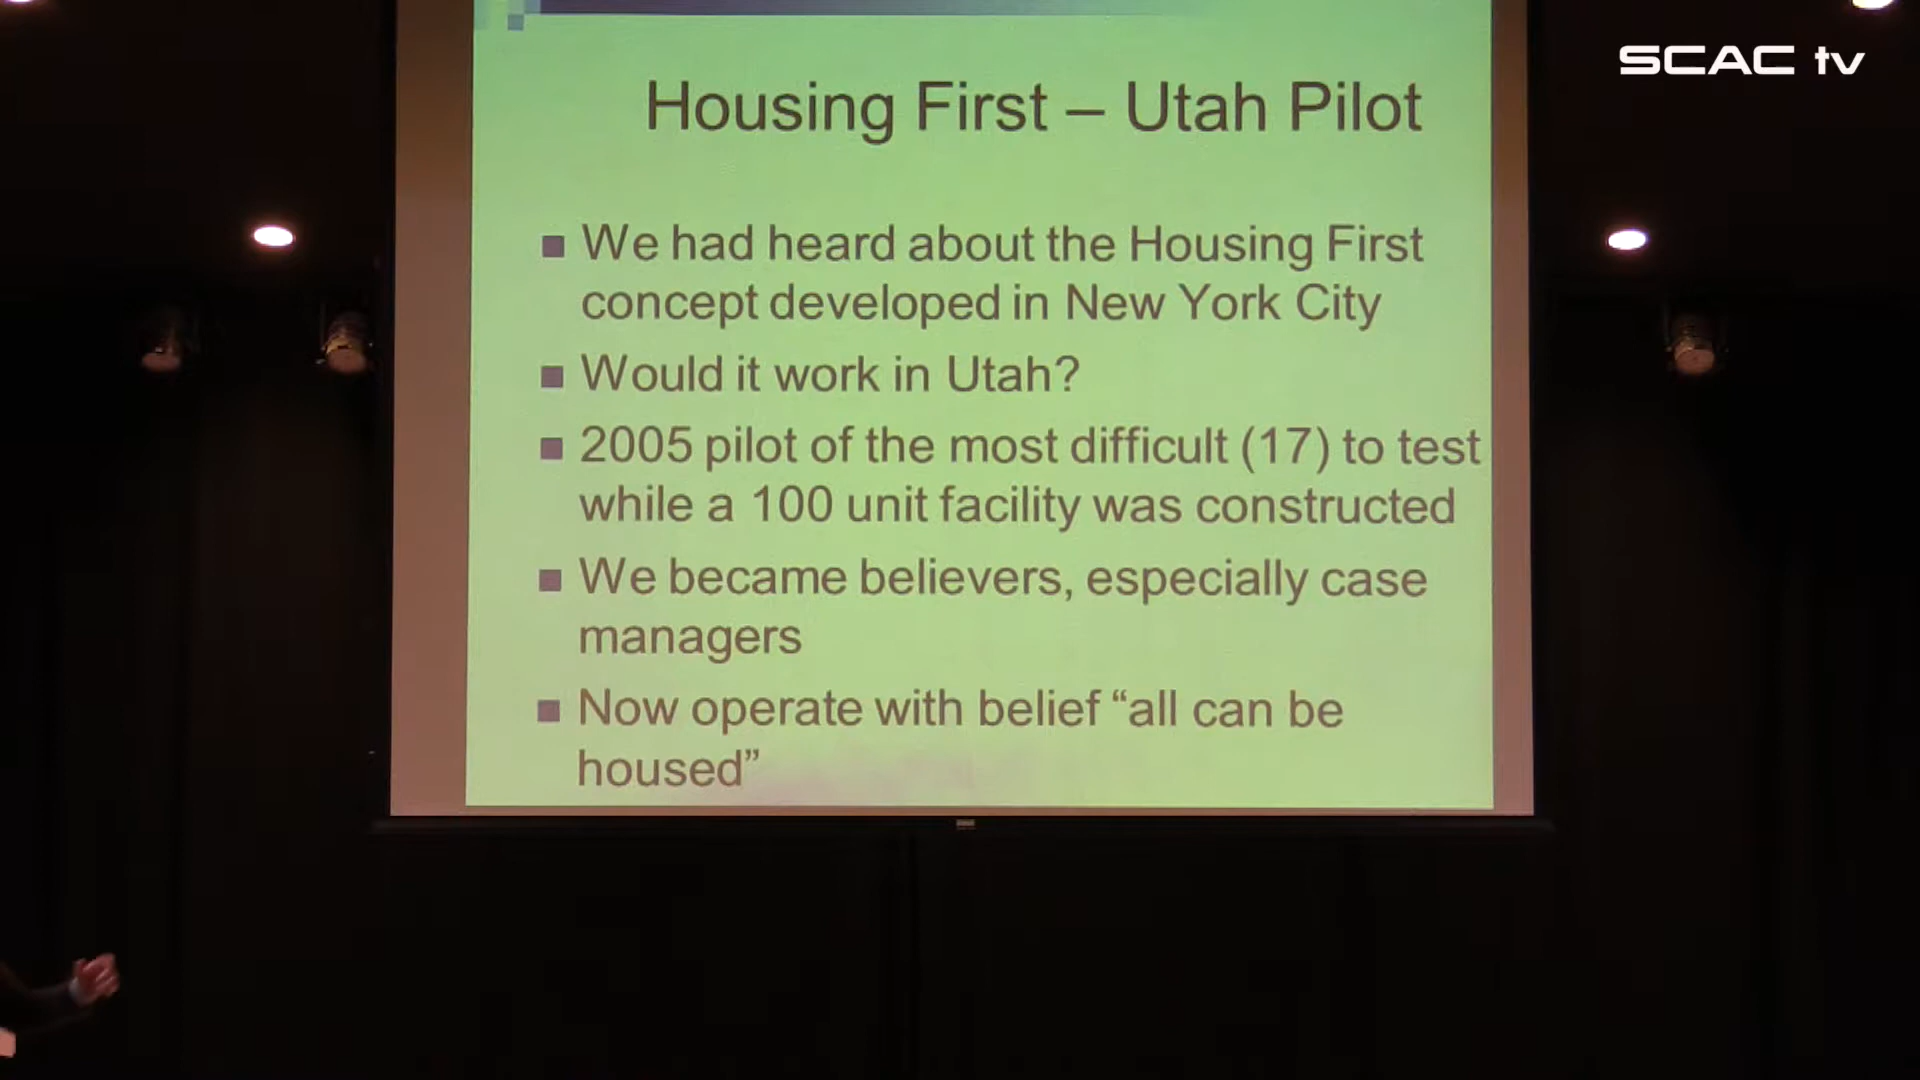 SCAC tv
Housing First – Utah Pilot
We had heard about the Housing First
concept developed in New York City
Would it work in Utah?
2005 pilot of the most difficult (17) to test
while a 100 unit facility was constructed
We became believers, especially case
managers
Now operate with belief “all can be
housed”